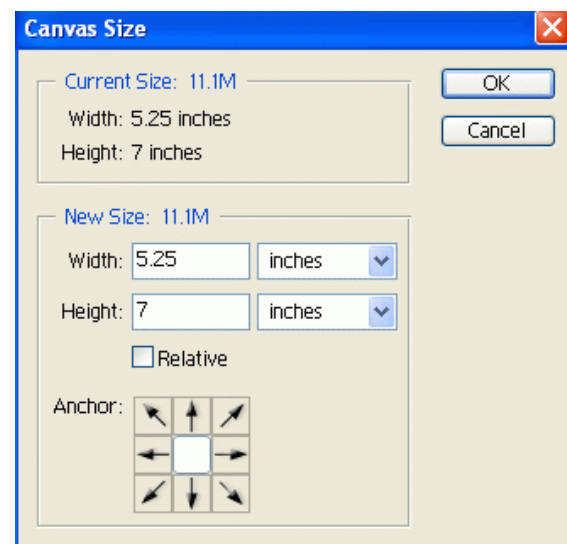 Canvas Size
Current Size: 11.1M
OK
Width: 5.25 inches
Cancel
Height: 7 inches
New Size: 11.1M
Width: 5.25 inches
Height: 7 inches
Relative
Anchor: